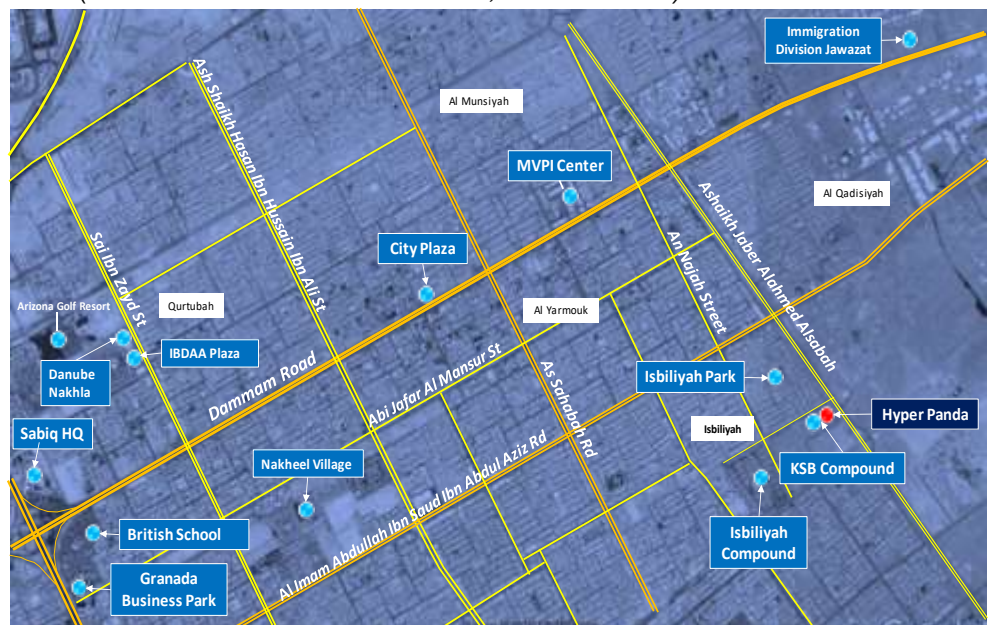 Immigration
Division Jawazat
Al Munsiyah
Ash Shaikh Hasan Ibn Hussain Ibn Ali St
MVPI Center
Al Qadisiyah
Ashaikh Jaber Alahmed Alsabah
An Najah Street
City Plaza
Sai Ibn Zayd St
Arizona Golf Resort
Qurtubah
Al Yarmouk
IBDAA Plaza
Danube
Nakhla
Dammam Road
Abi Jafar Al Mansur St
As Sahabah Rd
Isbiliyah Park
Hyper Panda
Isbiliyah
Sabiq HQ
Nakheel Village
KSB Compound
Al Imam Abdullah Ibn Saud Ibn Abdul Aziz Rd
British School
Isbiliyah
Compound
Granada
Business Park